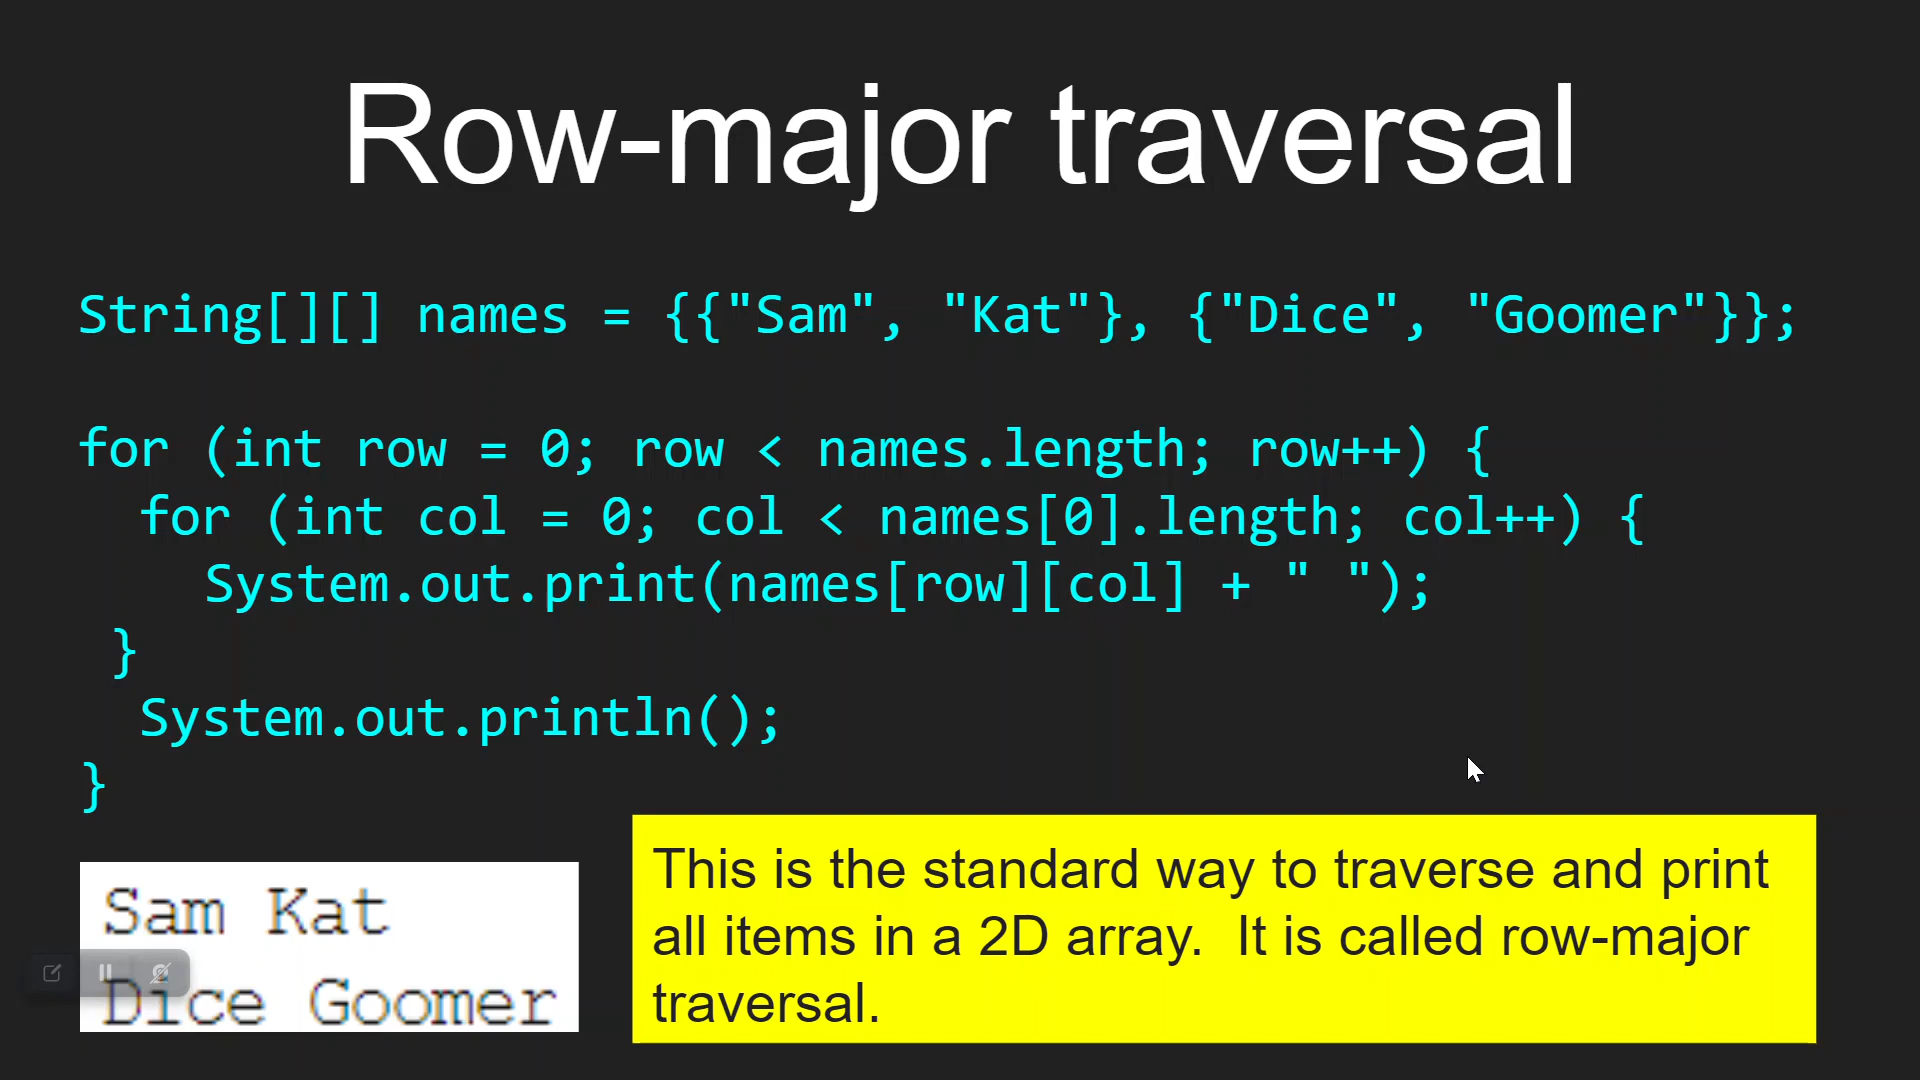 Row-major traversal
String[][] names = {{"Sam", "Kat"}, {"Dice", "Goomer"}};
for (int row = 0; row < names.length; row++) {
for (int col = 0; col < names[0].length; col++) {
System.out.print(names[row][col] + " ");
}
System.out.println();
}
Sam Kat
Dice Goomer
This is the standard way to traverse and print
all items in a 2D array.  It is called row-major
traversal.